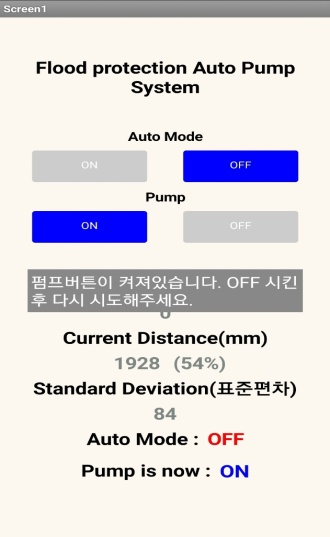 Screen1
Flood protection Auto Pump
System
Auto Mode
ON OFF
Pump
ON OFF
펌프버튼이 켜져있습니다. OFF 시킨
후 다시 시도해주세요.
0
Current Distance(mm)
1928 (54%)
Standard Deviation(표준편차)
84
Auto Mode : OFF
Pump is now : ON